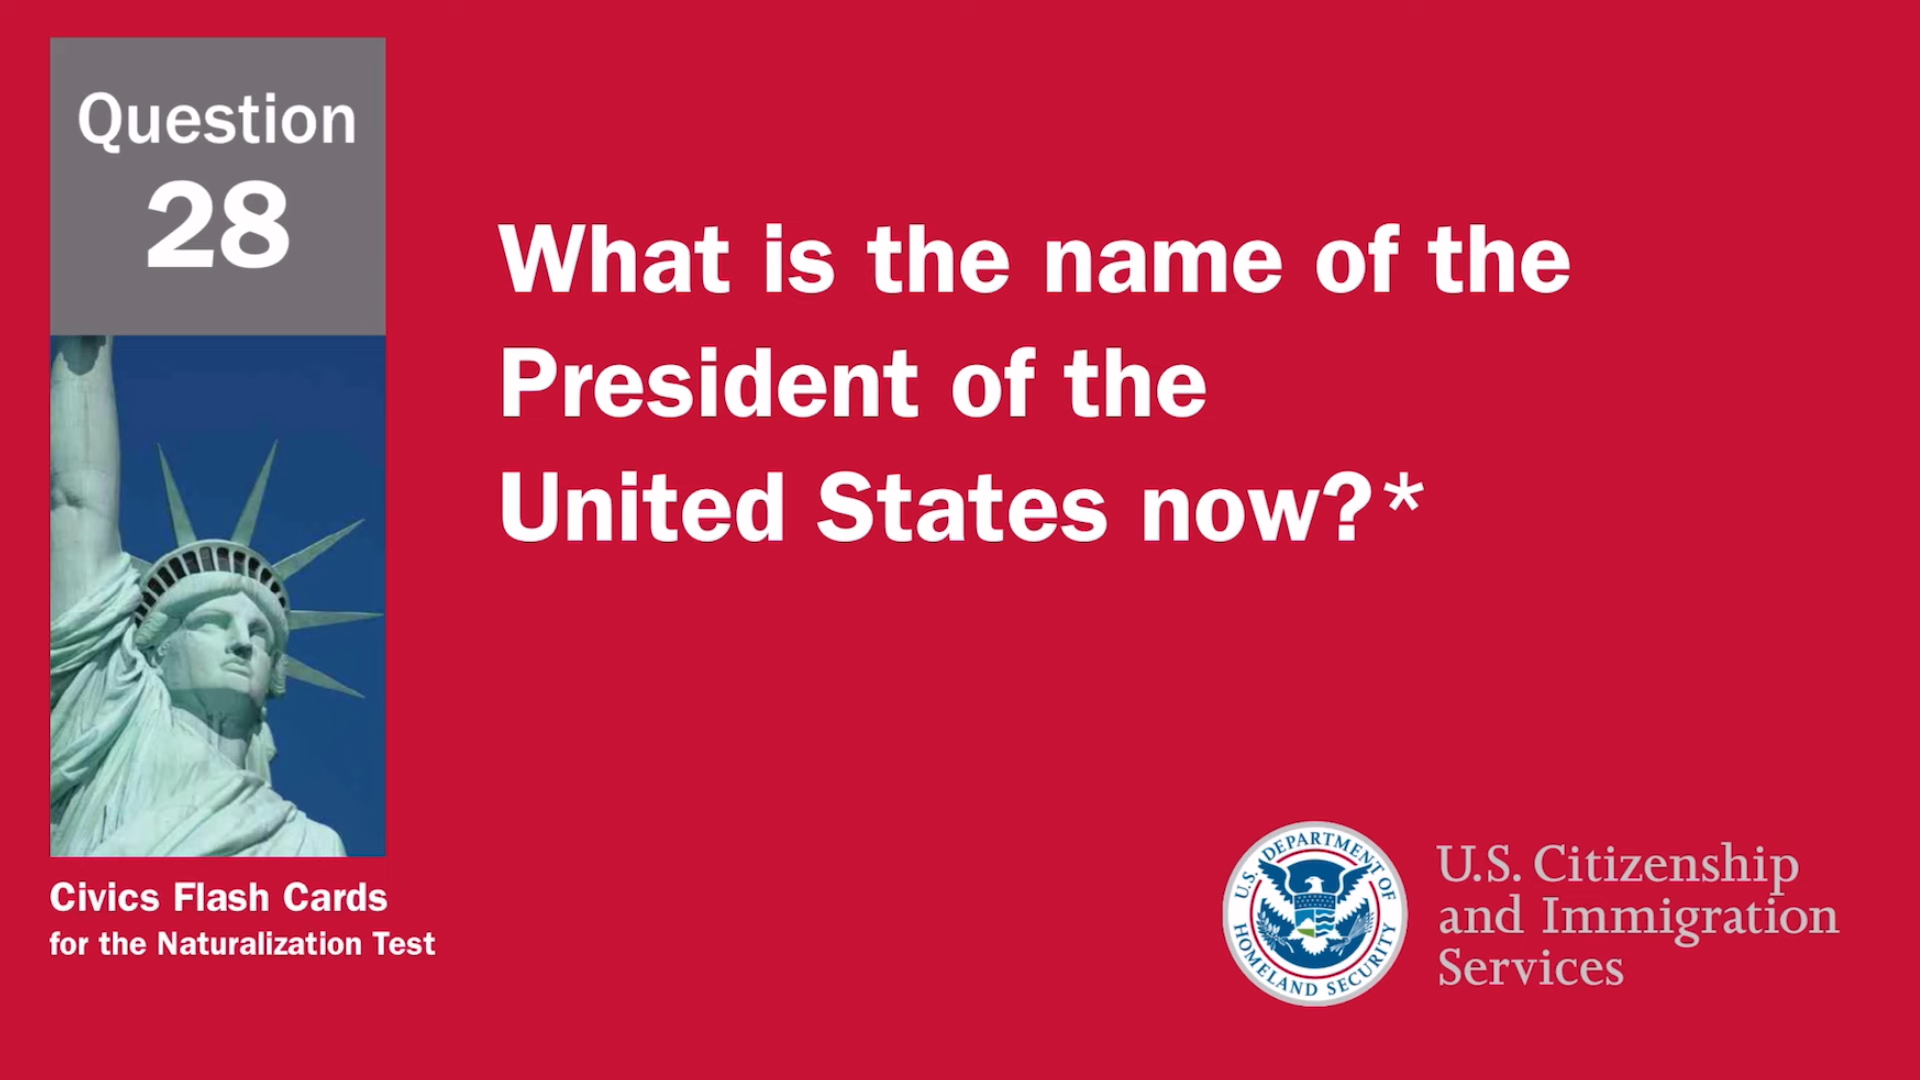 Question
28
What is the name of the
President of the
United States now?*
Civics Flash Cards
for the Naturalization Test
U.S. DEPARTMENT OF
HOMELAND SECURITY
U.S. Citizenship
and Immigration
Services